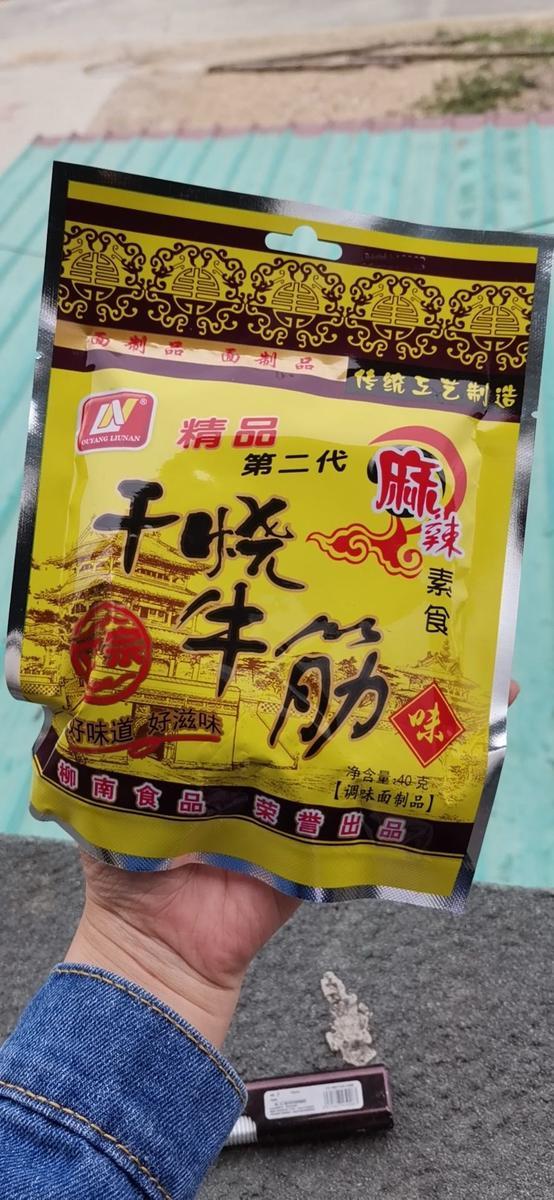 面制品 面制品
传统工艺制造
LN®
OUYANG LIUNAN
精品
第二代
麻辣
素食
干烧
牛筋
味
好味道 好滋味
净含量:40克
【调味面制品】
柳南食品 荣誉出品